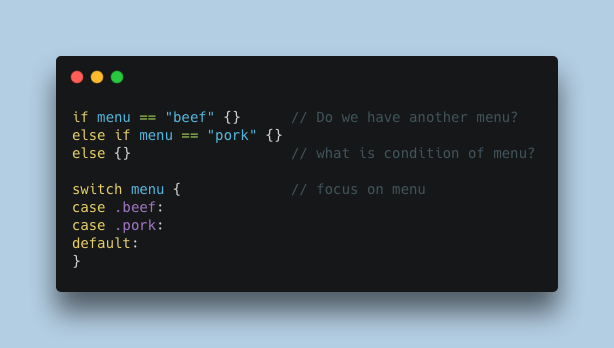 if menu == "beef" {}      // Do we have another menu?
else if menu == "pork" {}
else {}                   // what is condition of menu?
switch menu {             // focus on menu
case .beef:
case .pork:
default:
}